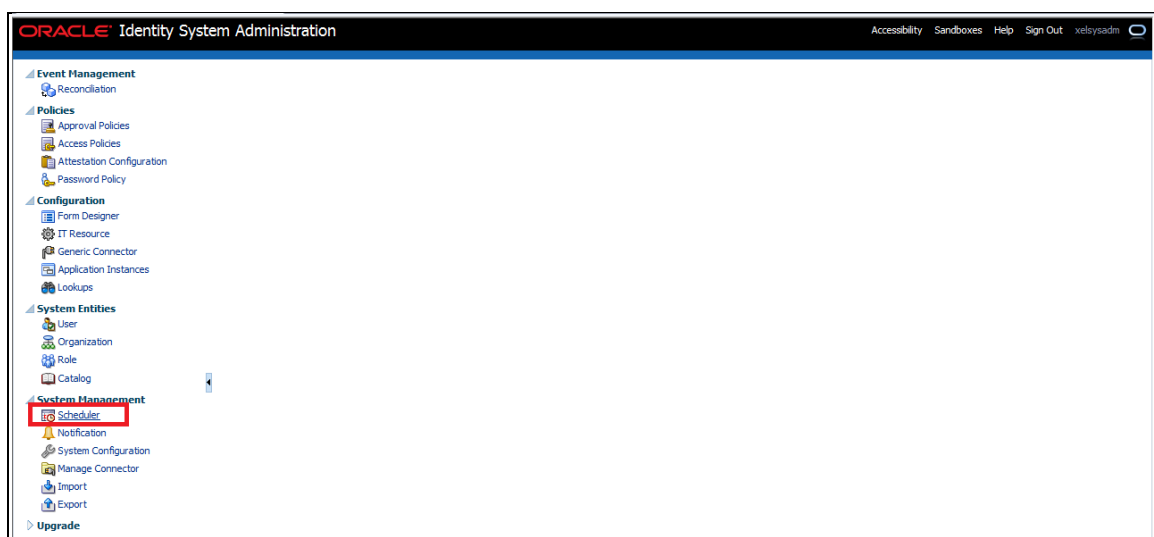 ORACLE Identity System Administration
Accessibility Sandboxes Help Sign Out xelsysadm
Event Management
Reconciliation
Policies
Approval Policies
Access Policies
Attestation Configuration
Password Policy
Configuration
Form Designer
IT Resource
Generic Connector
Application Instances
Lookups
System Entities
User
Organization
Role
Catalog
System Management
Scheduler
Notification
System Configuration
Manage Connector
Import
Export
Upgrade